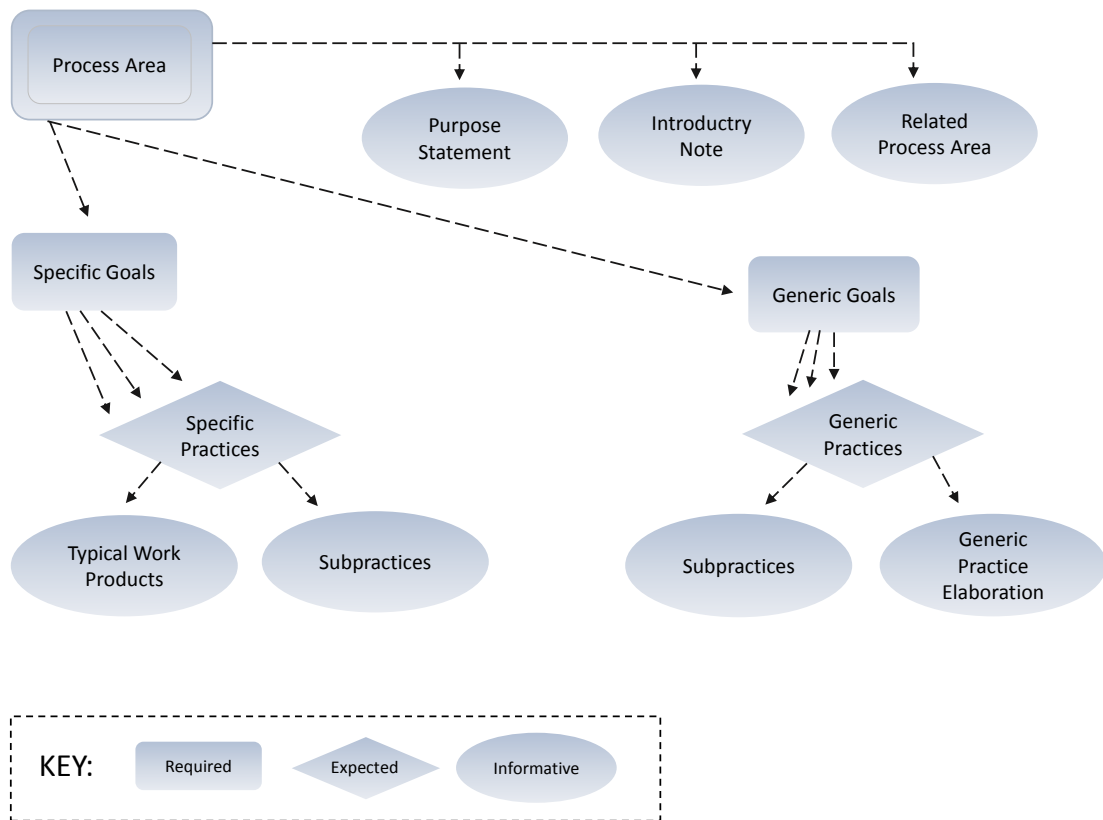 Process Area
Purpose
Statement
Introductry
Note
Related
Process Area
Specific Goals
Generic Goals
Specific
Practices
Generic
Practices
Typical Work
Products
Subpractices
Subpractices
Generic
Practice
Elaboration
KEY:
Required
Expected
Informative